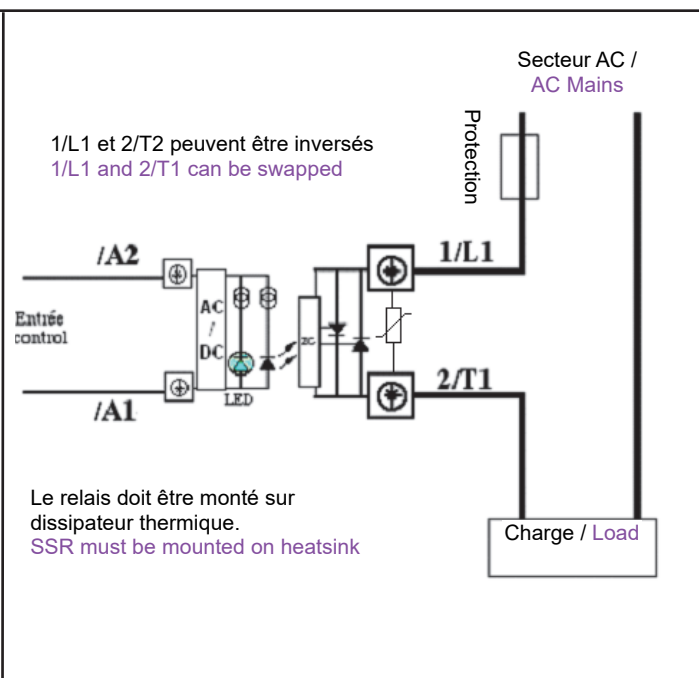 Secteur AC /
AC Mains
Protection
1/L1 et 2/T2 peuvent être inversés
1/L1 and 2/T1 can be swapped
/A2
1/L1
AC
/
DC
Entrée
control
ZC
LED
/A1
2/T1
Le relais doit être monté sur
dissipateur thermique.
SSR must be mounted on heatsink
Charge / Load